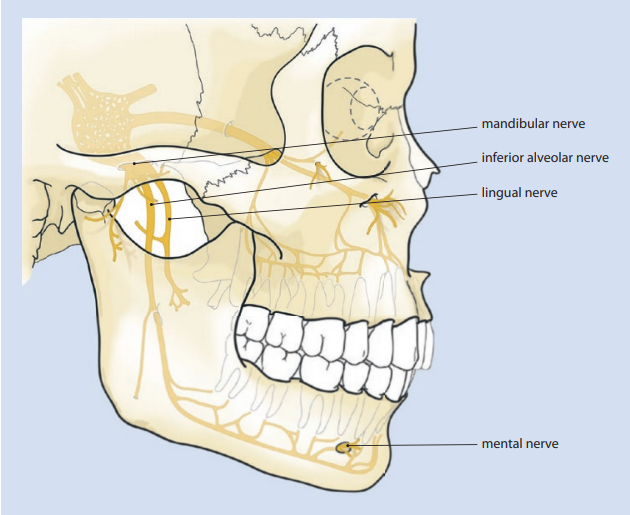 mandibular nerve
inferior alveolar nerve
lingual nerve
mental nerve